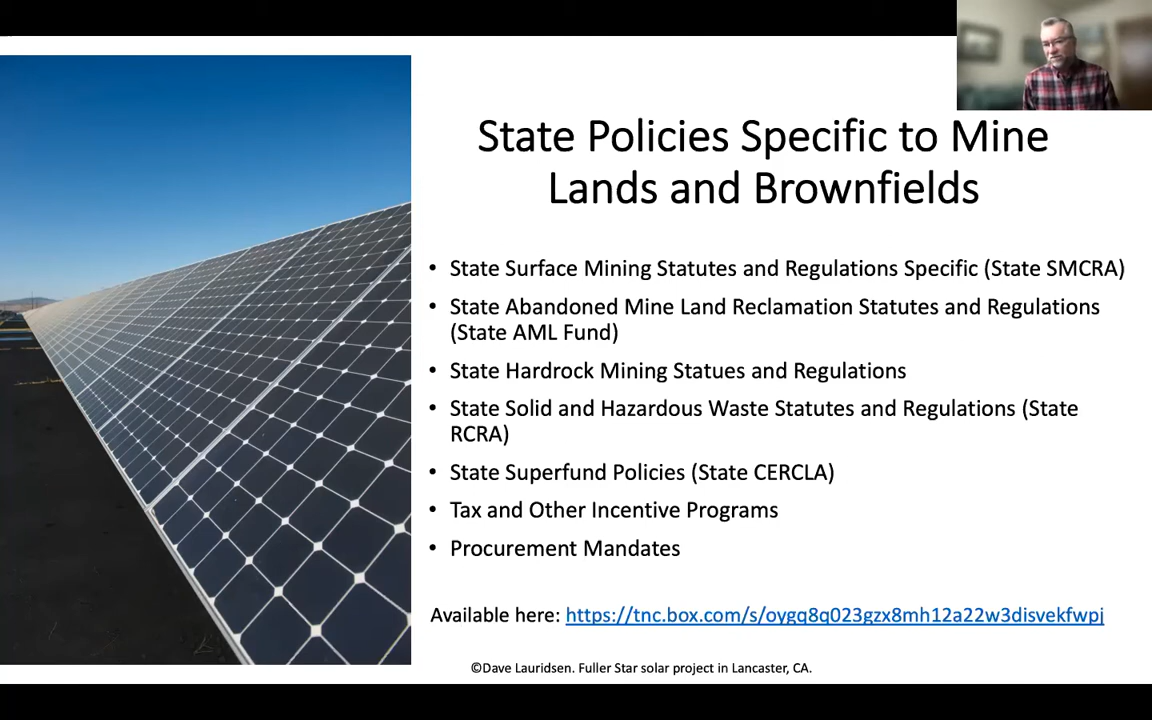 State Policies Specific to Mine
Lands and Brownfields
• State Surface Mining Statutes and Regulations Specific (State SMCRA)
• State Abandoned Mine Land Reclamation Statutes and Regulations
(State AML Fund)
• State Hardrock Mining Statues and Regulations
• State Solid and Hazardous Waste Statutes and Regulations (State
RCRA)
• State Superfund Policies (State CERCLA)
• Tax and Other Incentive Programs
• Procurement Mandates
Available here: https://tnc.box.com/s/oygq8q023gzx8mh12a22w3disvekfwpj
©Dave Lauridsen. Fuller Star solar project in Lancaster, CA.